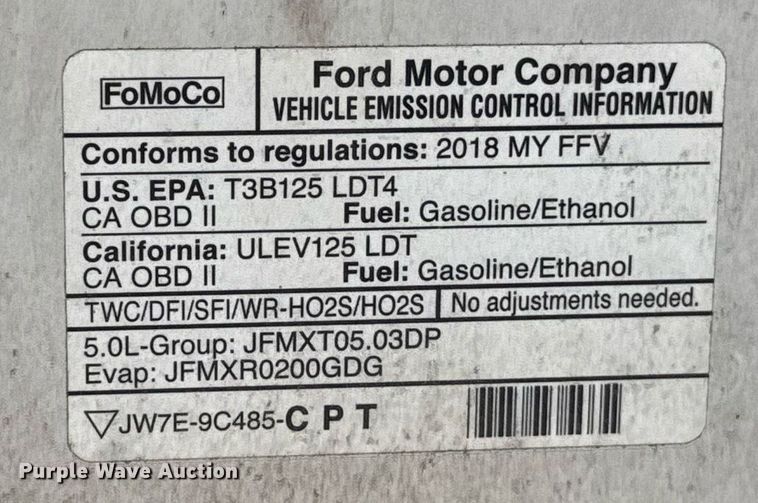 FoMoCo
Ford Motor Company
VEHICLE EMISSION CONTROL INFORMATION
Conforms to regulations: 2018 MY FFV
U.S. EPA: T3B125 LDT4
CA OBD II Fuel: Gasoline/Ethanol
California: ULEV125 LDT
CA OBD II Fuel: Gasoline/Ethanol
TWC/DFI/SFI/WR-HO2S/HO2S No adjustments needed.
5.0L-Group: JFMXT05.03DP
Evap: JFMXR0200GDG
▽JW7E-9C485-C P T
Purple Wave Auction